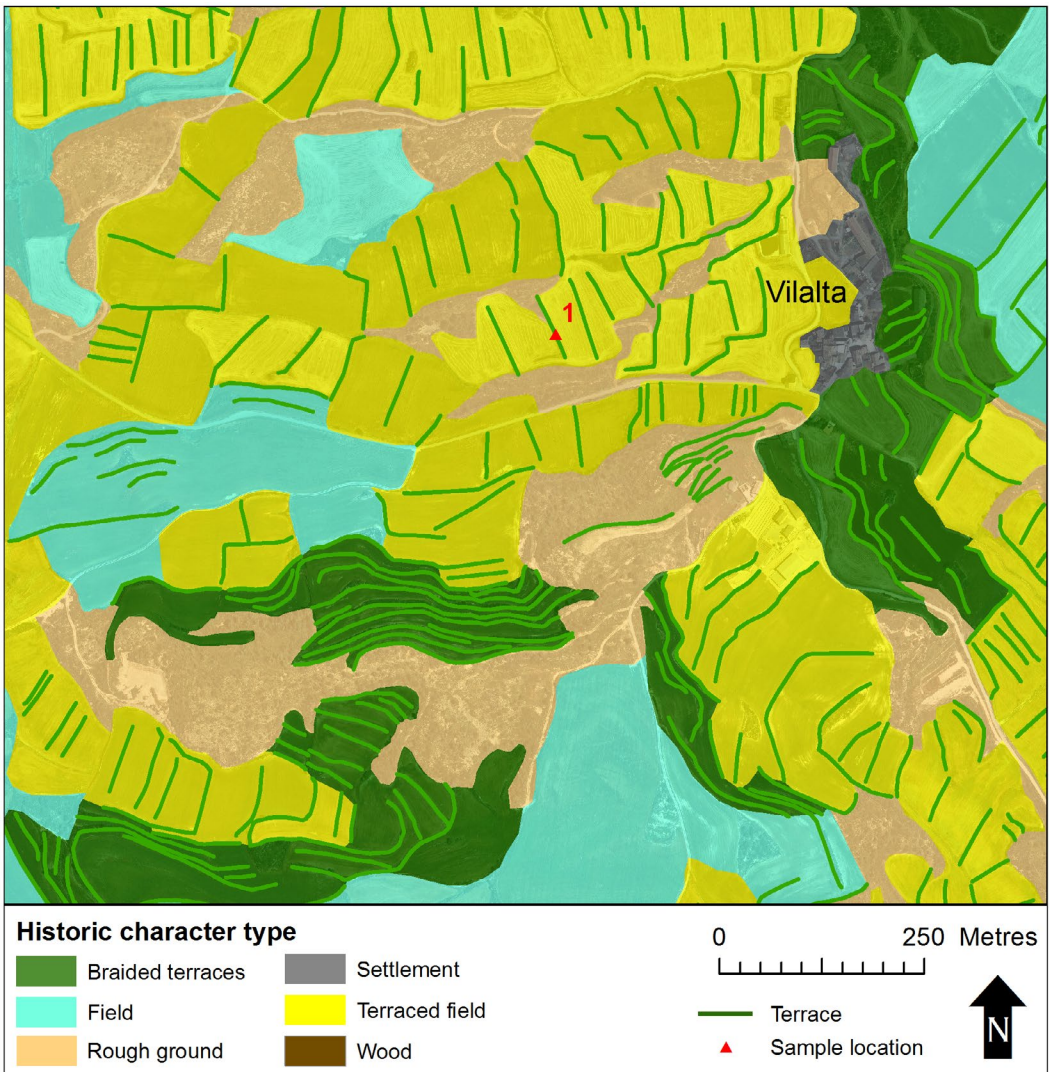 1
Vilalta
Historic character type
Braided terraces
Field
Rough ground
Settlement
Terraced field
Wood
0 250 Metres
Terrace
Sample location
N